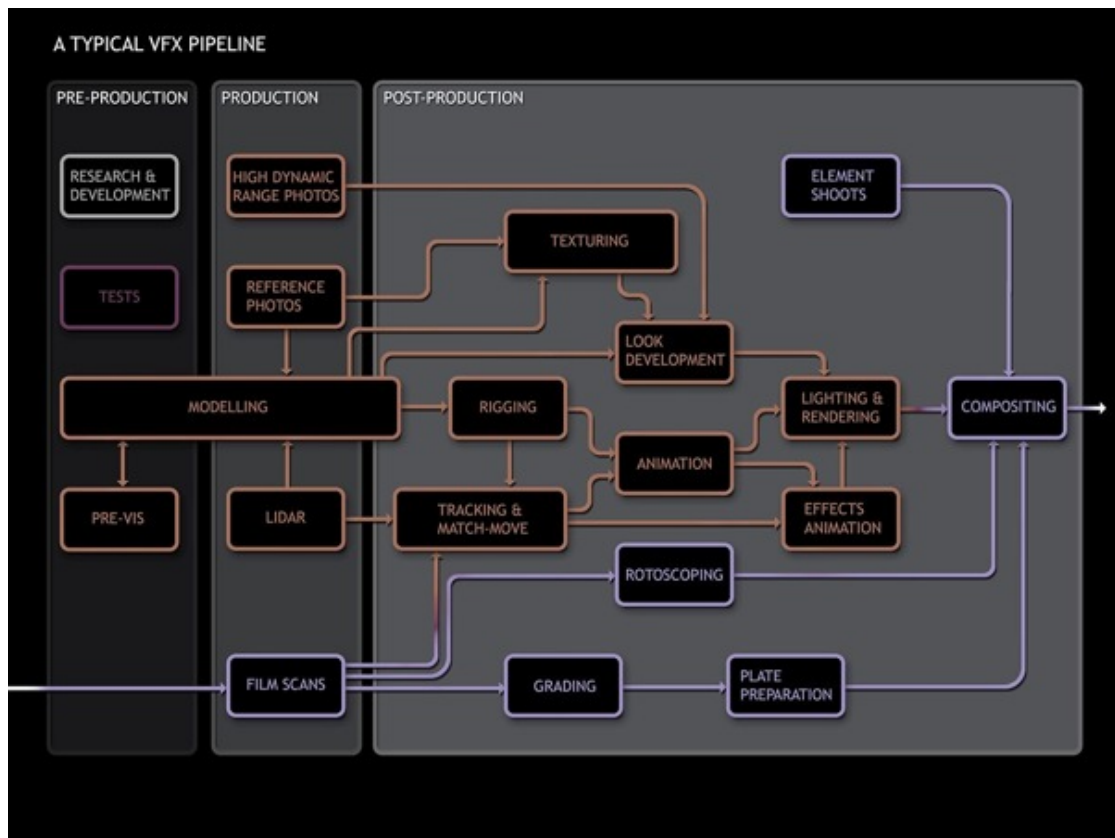 A TYPICAL VFX PIPELINE
PRE-PRODUCTION
PRODUCTION
POST-PRODUCTION
RESEARCH &
DEVELOPMENT
HIGH DYNAMIC
RANGE PHOTOS
ELEMENT
SHOOTS
TEXTURING
TESTS
REFERENCE
PHOTOS
LOOK
DEVELOPMENT
MODELLING
RIGGING
LIGHTING &
RENDERING
COMPOSITING
ANIMATION
PRE-VIS
LIDAR
TRACKING &
MATCH-MOVE
EFFECTS
ANIMATION
ROTOSCOPING
FILM SCANS
GRADING
PLATE
PREPARATION